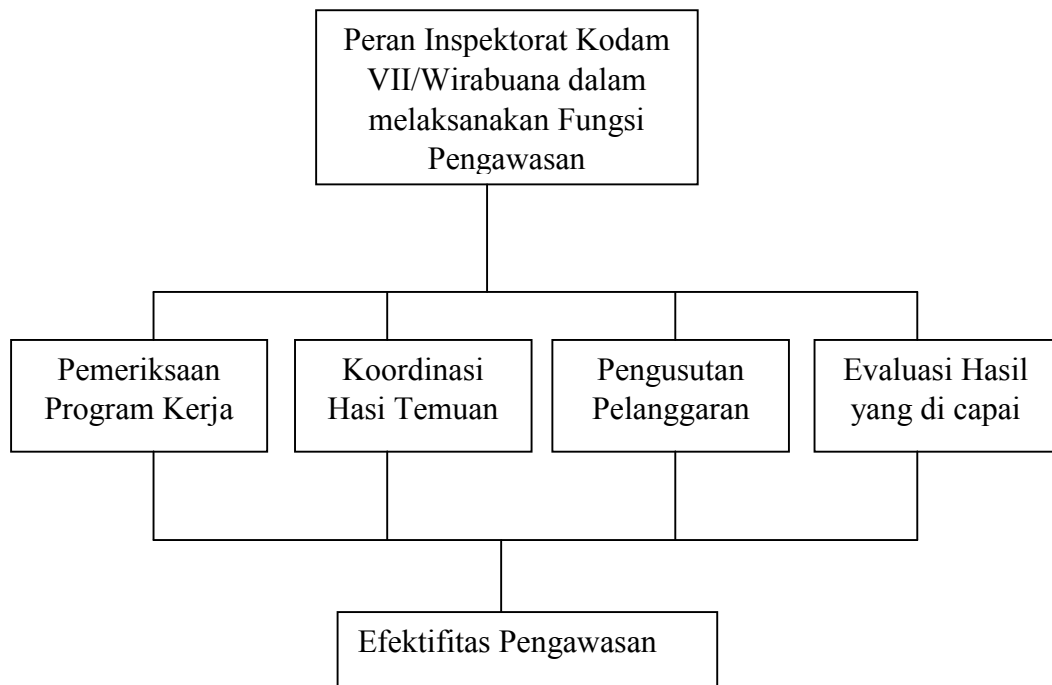 Peran Inspektorat Kodam
VII/Wirabuana dalam
melaksanakan Fungsi
Pengawasan
Pemeriksaan
Program Kerja
Koordinasi
Hasi Temuan
Pengusutan
Pelanggaran
Evaluasi Hasil
yang di capai
Efektifitas Pengawasan